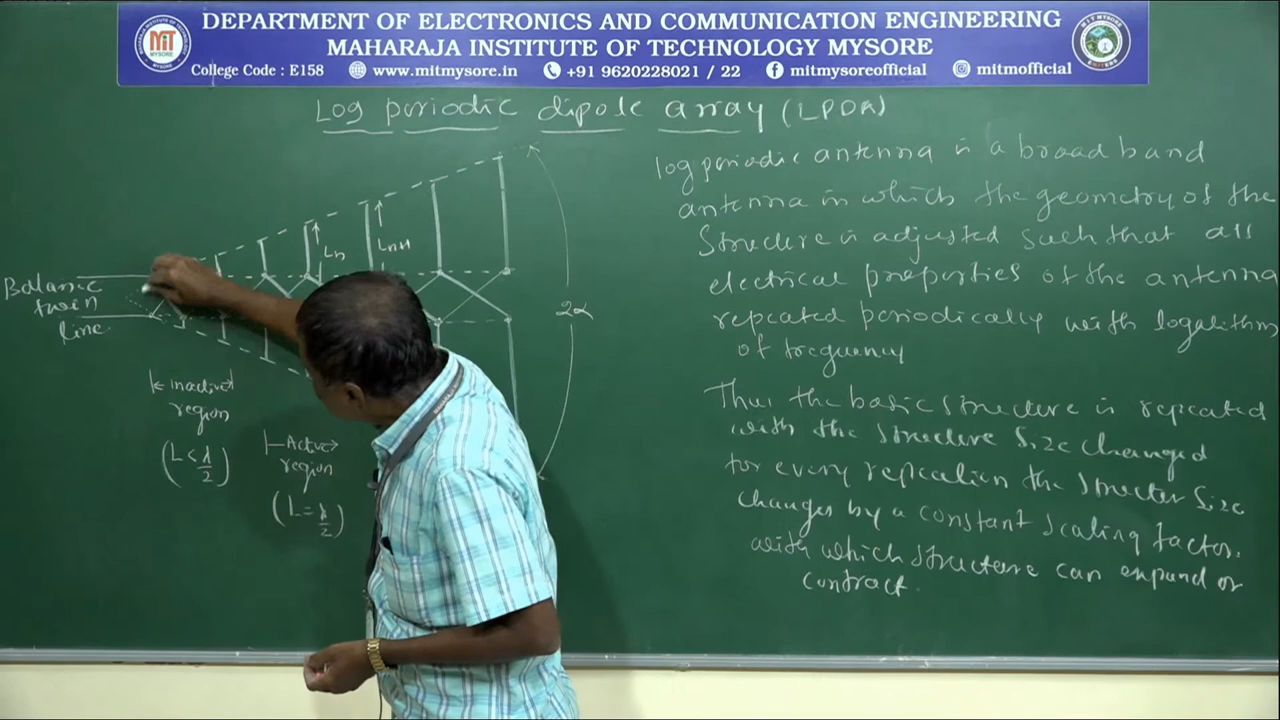 DEPARTMENT OF ELECTRONICS AND COMMUNICATION ENGINEERING
MAHARAJA INSTITUTE OF TECHNOLOGY MYSORE
College Code : E158 www.mitmysore.in +91 9620228021 / 22 mitmysoreofficial mitmofficial
MIT
MYSORE
Log periodic dipole array (LPDA)
log periodic antenna is a broad band
antenna in which the geometry of the
Structure is adjusted such that all
electrical properties of the antenna
repeated periodically with logarithm
of frequency
Thus the basic structure is repeated
with the structure size changed
for every replication the structer size
changes by a constant scaling factor.
with which structure can expand or
contract.
Ln
Ln+1
2α
Balance
twin
line
Inactive
region
(L < λ/2)
Active
region
(L = λ/2)